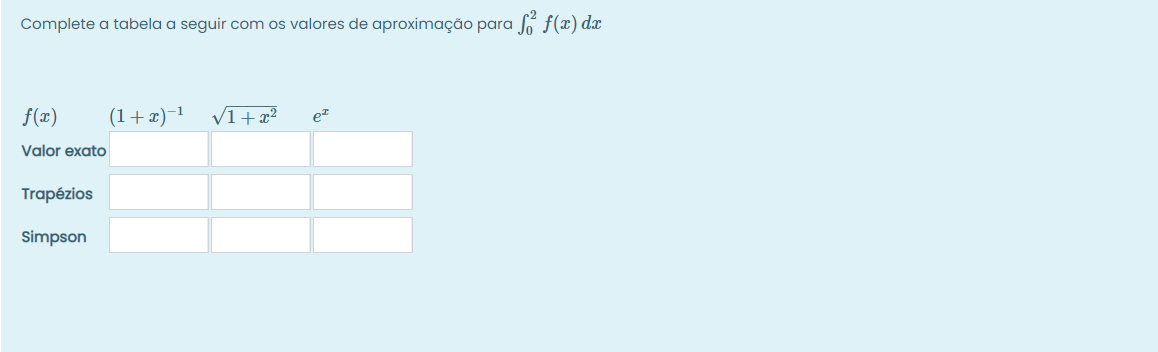 Complete a tabela a seguir com os valores de aproximação para ∫₀² f(x) dx
f(x) (1 + x)⁻¹ √(1 + x²) eˣ
Valor exato
Trapézios
Simpson